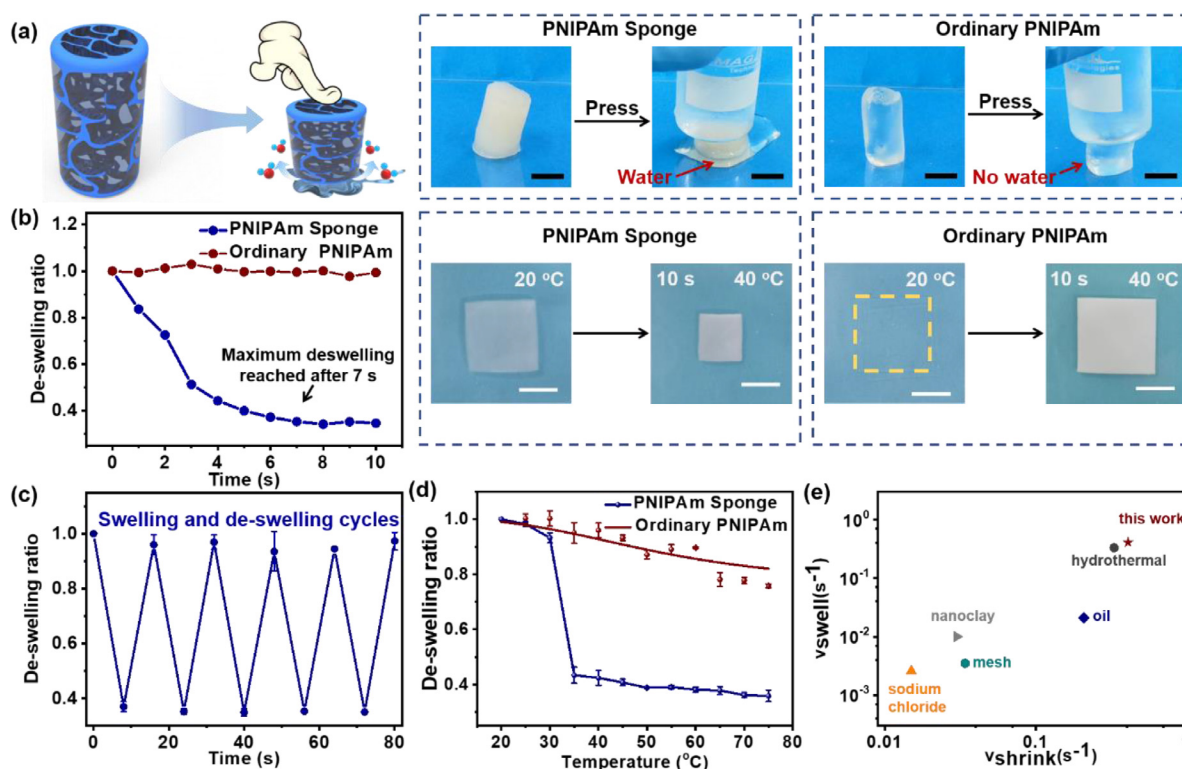 (a)
PNIPAm Sponge
Press
Water
Ordinary PNIPAm
Press
No water
(b)
De-swelling ratio
1.2
1.0
0.8
0.6
0.4
PNIPAm Sponge
Ordinary PNIPAm
Maximum deswelling
reached after 7 s
0 2 4 6 8 10
Time (s)
PNIPAm Sponge
20 °C
10 s 40 °C
Ordinary PNIPAm
20 °C
10 s 40 °C
(c)
De-swelling ratio
1.0
0.8
0.6
0.4
Swelling and de-swelling cycles
0 20 40 60 80
Time (s)
(d)
De-swelling ratio
1.0
0.8
0.6
0.4
PNIPAm Sponge
Ordinary PNIPAm
20 30 40 50 60 70 80
Temperature (°C)
(e)
vswell(s⁻¹)
10⁰
10⁻¹
10⁻²
10⁻³
this work
hydrothermal
nanoclay
oil
mesh
sodium
chloride
0.01 0.1
vshrink(s⁻¹)